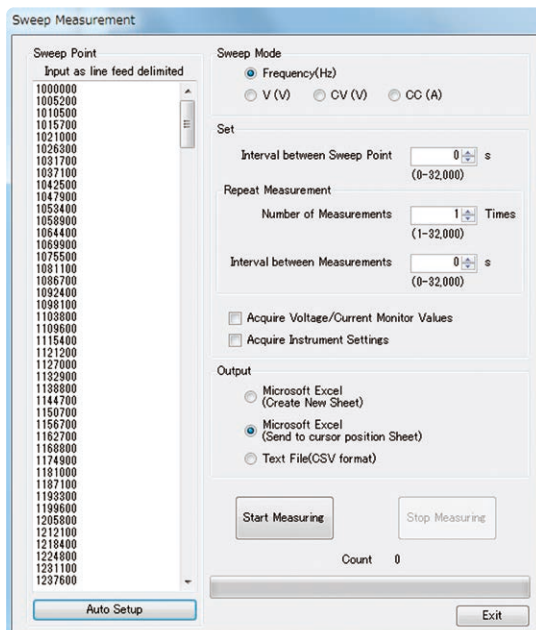 Sweep Measurement
Sweep Point
Input as line feed delimited
1000000
1005200
1010500
1015700
1021000
1026300
1031700
1037100
1042500
1047900
1053400
1058900
1064400
1069900
1075500
1081100
1086700
1092400
1098100
1103800
1109600
1115400
1121200
1127000
1132900
1138800
1144700
1150700
1156700
1162700
1168800
1174900
1181000
1187100
1193300
1199600
1205800
1212100
1218400
1224800
1231100
1237600
Auto Setup
Sweep Mode
Frequency(Hz)
V (V) CV (V) CC (A)
Set
Interval between Sweep Point 0 s
(0-32,000)
Repeat Measurement
Number of Measurements 1 Times
(1-32,000)
Interval between Measurements 0 s
(0-32,000)
Acquire Voltage/Current Monitor Values
Acquire Instrument Settings
Output
Microsoft Excel
(Create New Sheet)
Microsoft Excel
(Send to cursor position Sheet)
Text File(CSV format)
Start Measuring Stop Measuring
Count 0
Exit